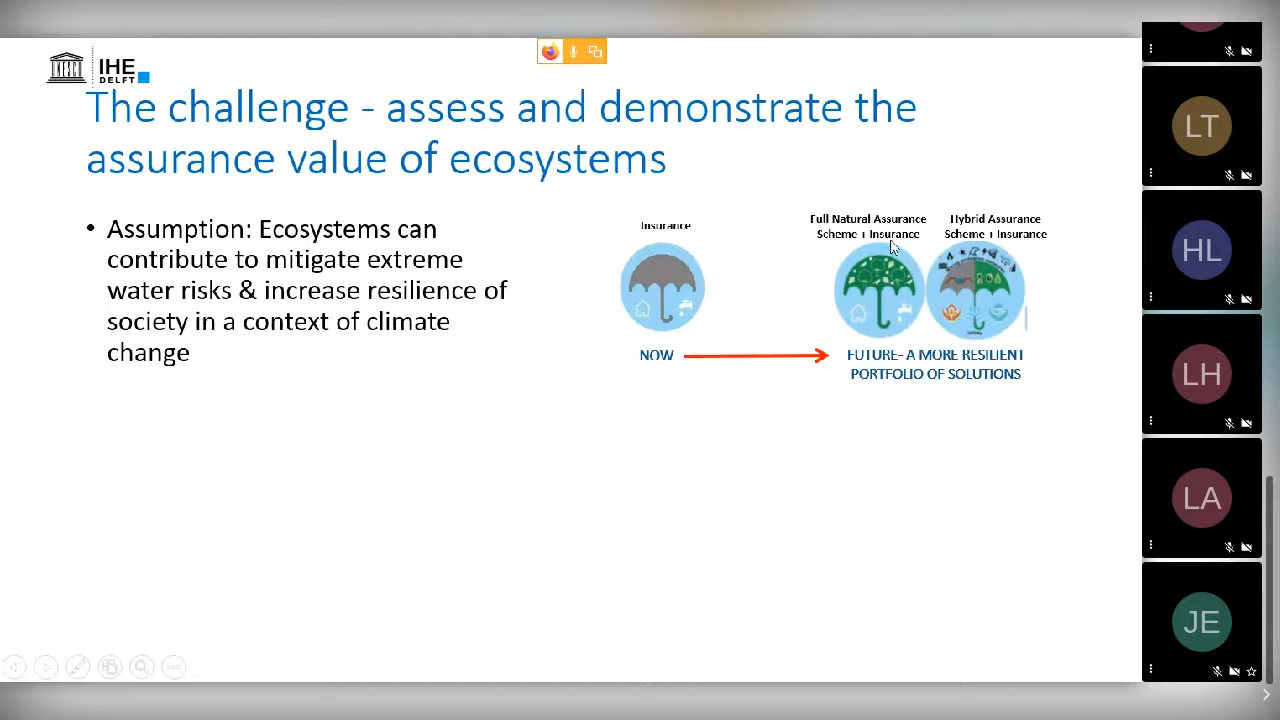 UNESCO
IHE
DELFT
The challenge - assess and demonstrate the
assurance value of ecosystems
• Assumption: Ecosystems can
contribute to mitigate extreme
water risks & increase resilience of
society in a context of climate
change
Insurance
Full Natural Assurance
Scheme + Insurance
Hybrid Assurance
Scheme + Insurance
NOW
FUTURE- A MORE RESILIENT
PORTFOLIO OF SOLUTIONS
LT
HL
LH
LA
JE